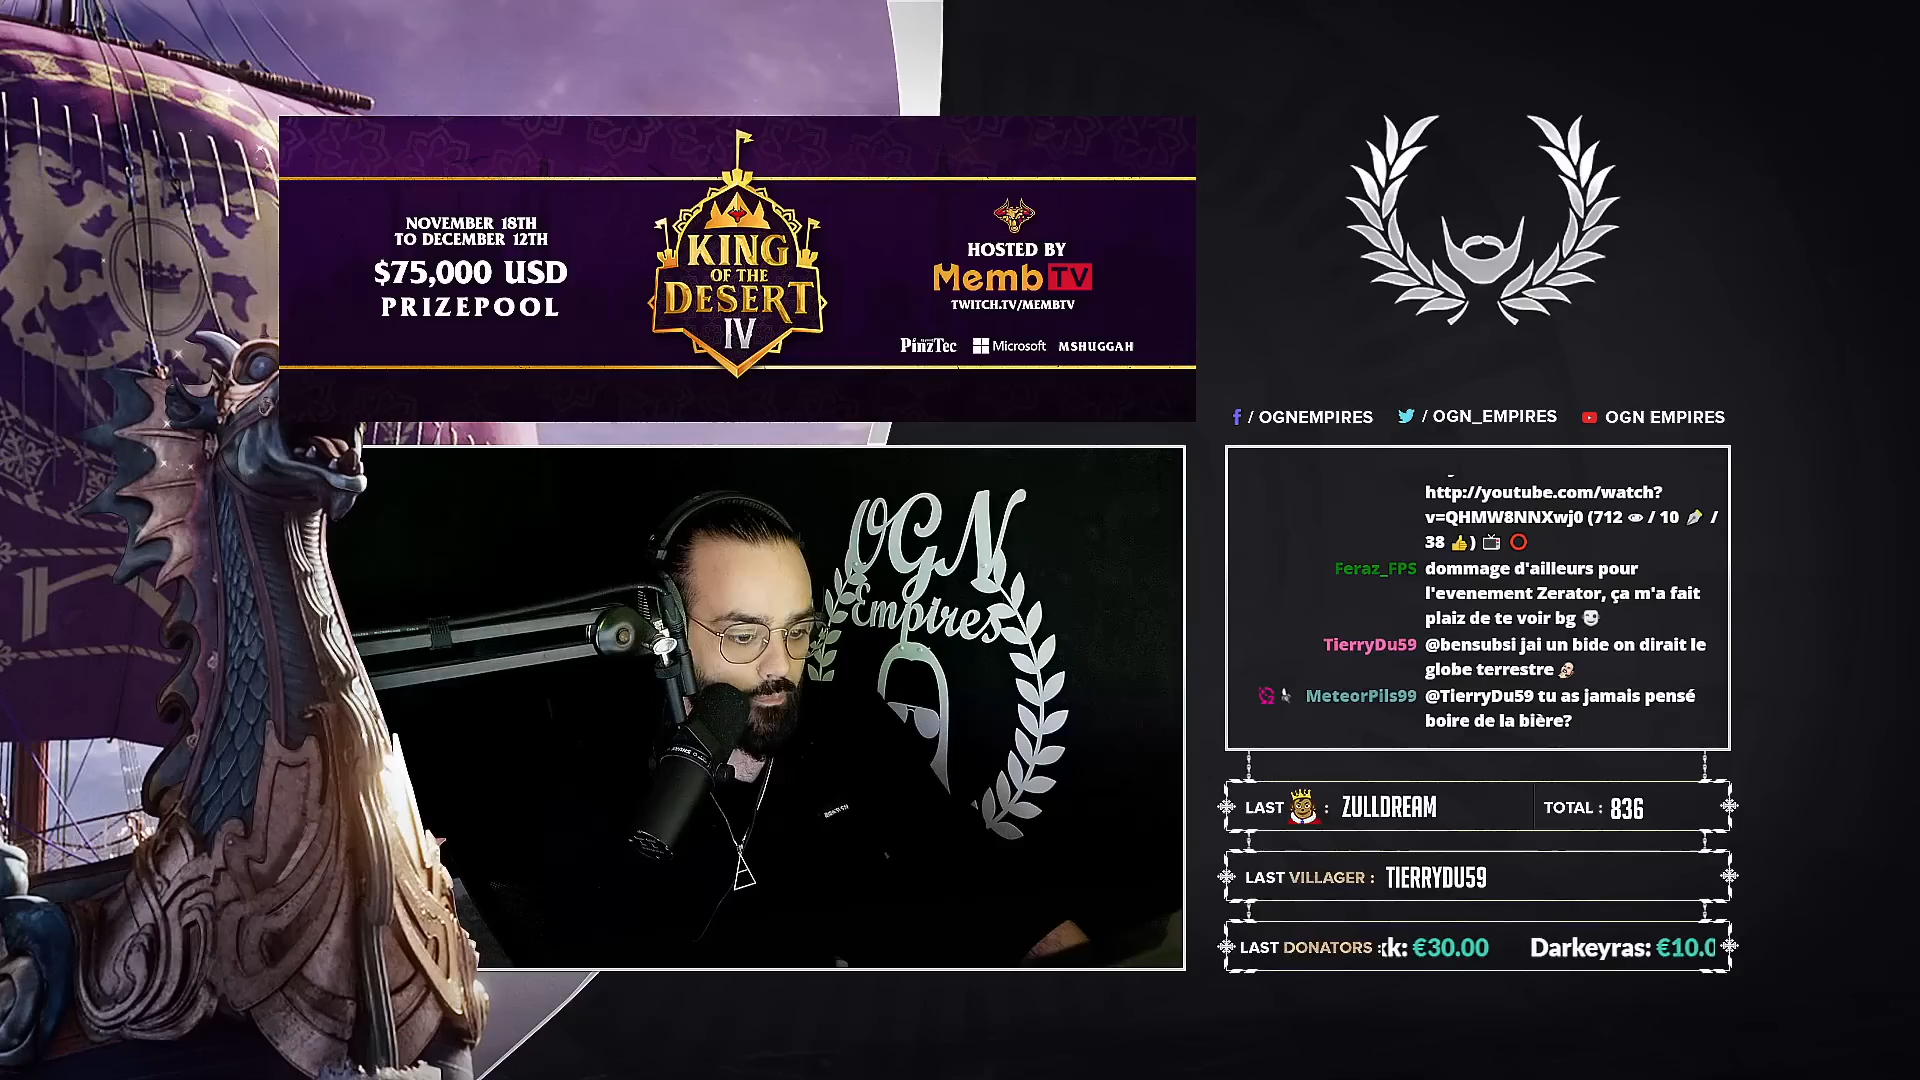 NOVEMBER 18TH
TO DECEMBER 12TH
$75,000 USD
PRIZEPOOL
KING
OF THE
DESERT
IV
HOSTED BY
MembTV
TWITCH.TV/MEMBTV
PinzTec Microsoft MSHUGGAH
/ OGNEMPIRES / OGN_EMPIRES OGN EMPIRES
OGN
Empires
http://youtube.com/watch?
v=QHMW8NNXwj0 (712 👁 / 10 /
38 👍) 📺 ⭕
Feraz_FPS dommage d'ailleurs pour
l'evenement Zerator, ça m'a fait
plaiz de te voir bg
TierryDu59 @bensubsi jai un bide on dirait le
globe terrestre
MeteorPils99 @TierryDu59 tu as jamais pensé
boire de la bière?
LAST : ZULLDREAM TOTAL : 836
LAST VILLAGER : TIERRYDU59
LAST DONATORS : k: €30.00 Darkeyras: €10.0